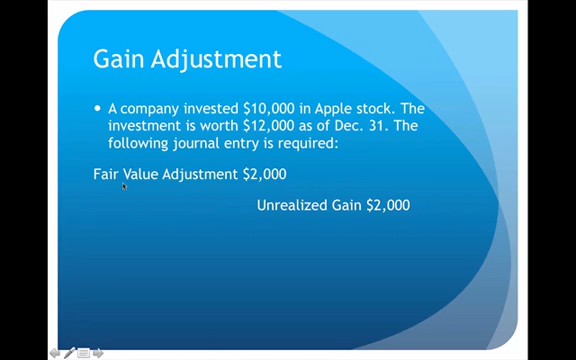 Gain Adjustment
• A company invested $10,000 in Apple stock. The
investment is worth $12,000 as of Dec. 31. The
following journal entry is required:
Fair Value Adjustment $2,000
Unrealized Gain $2,000